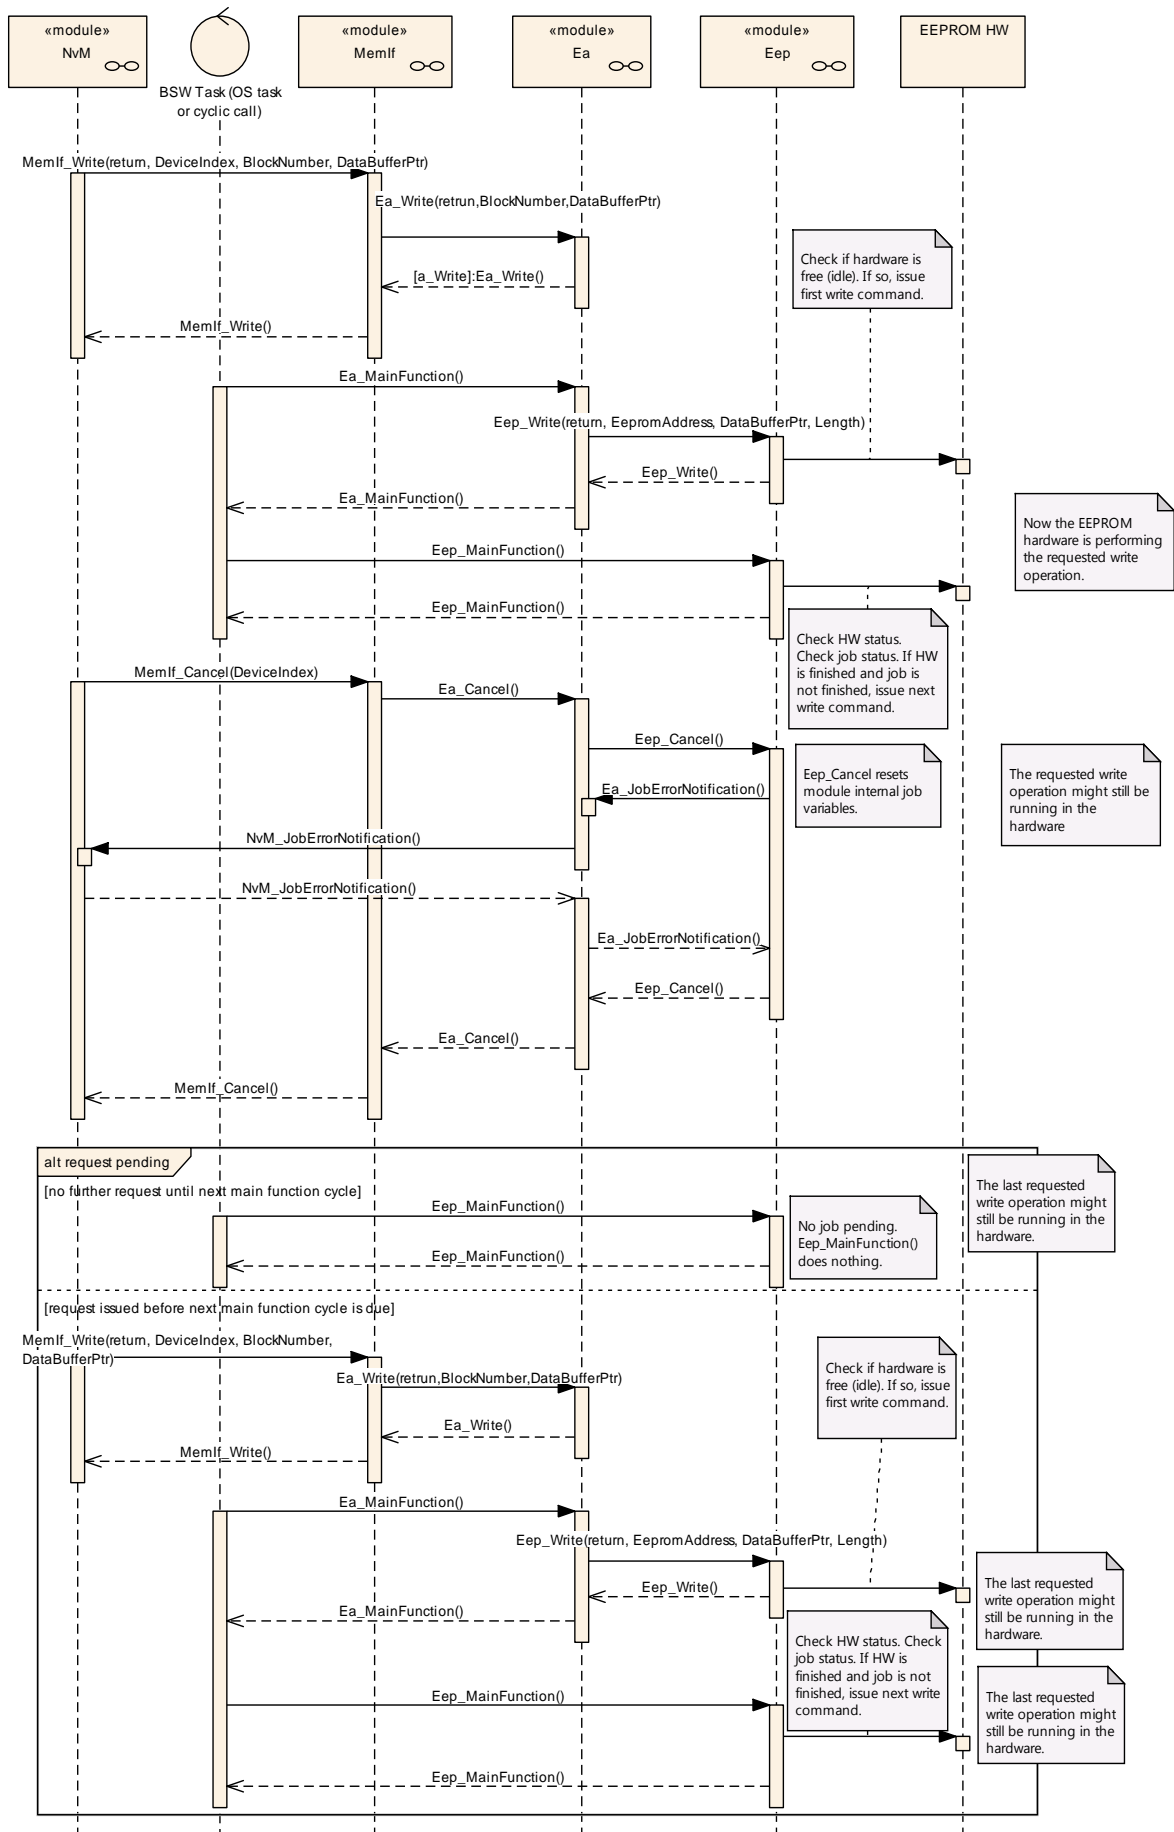 «module»
NvM
BSW Task (OS task
or cyclic call)
«module»
MemIf
«module»
Ea
«module»
Eep
EEPROM HW
MemIf_Write(return, DeviceIndex, BlockNumber, DataBufferPtr)
Ea_Write(retrun,BlockNumber,DataBufferPtr)
Check if hardware is
free (idle). If so, issue
first write command.
[a_Write]:Ea_Write()
MemIf_Write()
Ea_MainFunction()
Eep_Write(return, EepromAddress, DataBufferPtr, Length)
Eep_Write()
Ea_MainFunction()
Now the EEPROM
hardware is performing
the requested write
operation.
Eep_MainFunction()
Eep_MainFunction()
Check HW status.
Check job status. If HW
is finished and job is
not finished, issue next
write command.
MemIf_Cancel(DeviceIndex)
Ea_Cancel()
Eep_Cancel()
Eep_Cancel resets
module internal job
variables.
The requested write
operation might still be
running in the
hardware
Ea_JobErrorNotification()
NvM_JobErrorNotification()
NvM_JobErrorNotification()
Ea_JobErrorNotification()
Eep_Cancel()
Ea_Cancel()
MemIf_Cancel()
alt request pending
[no further request until next main function cycle]
The last requested
write operation might
still be running in the
hardware.
Eep_MainFunction()
No job pending.
Eep_MainFunction()
does nothing.
Eep_MainFunction()
[request issued before next main function cycle is due]
MemIf_Write(return, DeviceIndex, BlockNumber,
DataBufferPtr)
Check if hardware is
free (idle). If so, issue
first write command.
Ea_Write(retrun,BlockNumber,DataBufferPtr)
Ea_Write()
MemIf_Write()
Ea_MainFunction()
Eep_Write(return, EepromAddress, DataBufferPtr, Length)
Eep_Write()
The last requested
write operation might
still be running in the
hardware.
Ea_MainFunction()
Check HW status. Check
job status. If HW is
finished and job is not
finished, issue next write
command.
Eep_MainFunction()
The last requested
write operation might
still be running in the
hardware.
Eep_MainFunction()